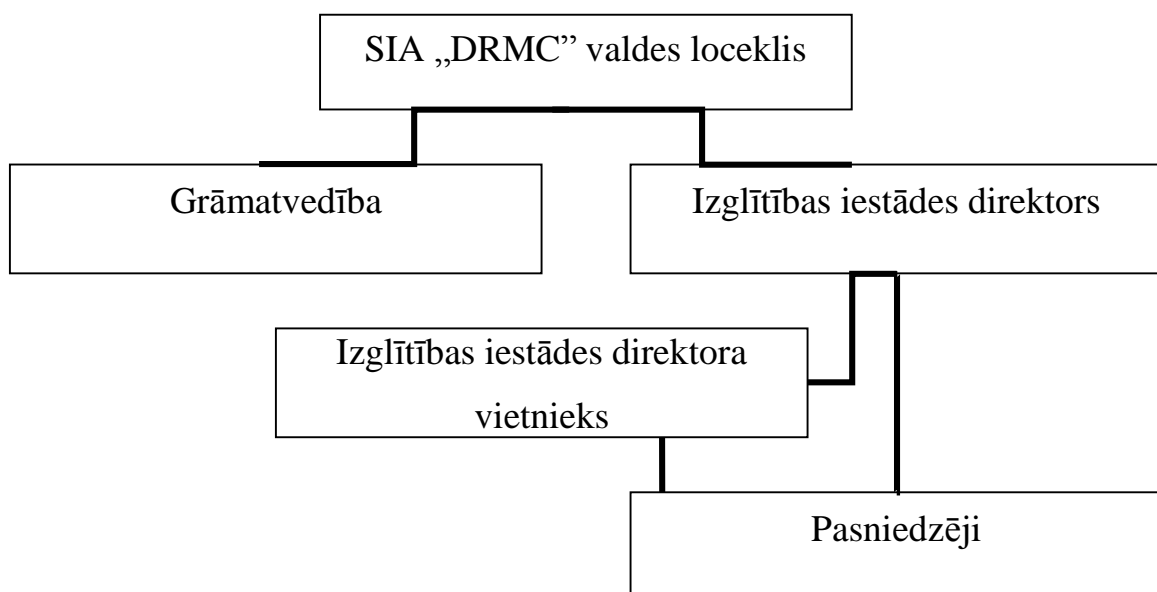 SIA „DRMC” valdes loceklis
Grāmatvedība
Izglītības iestādes direktors
Izglītības iestādes direktora
vietnieks
Pasniedzēji